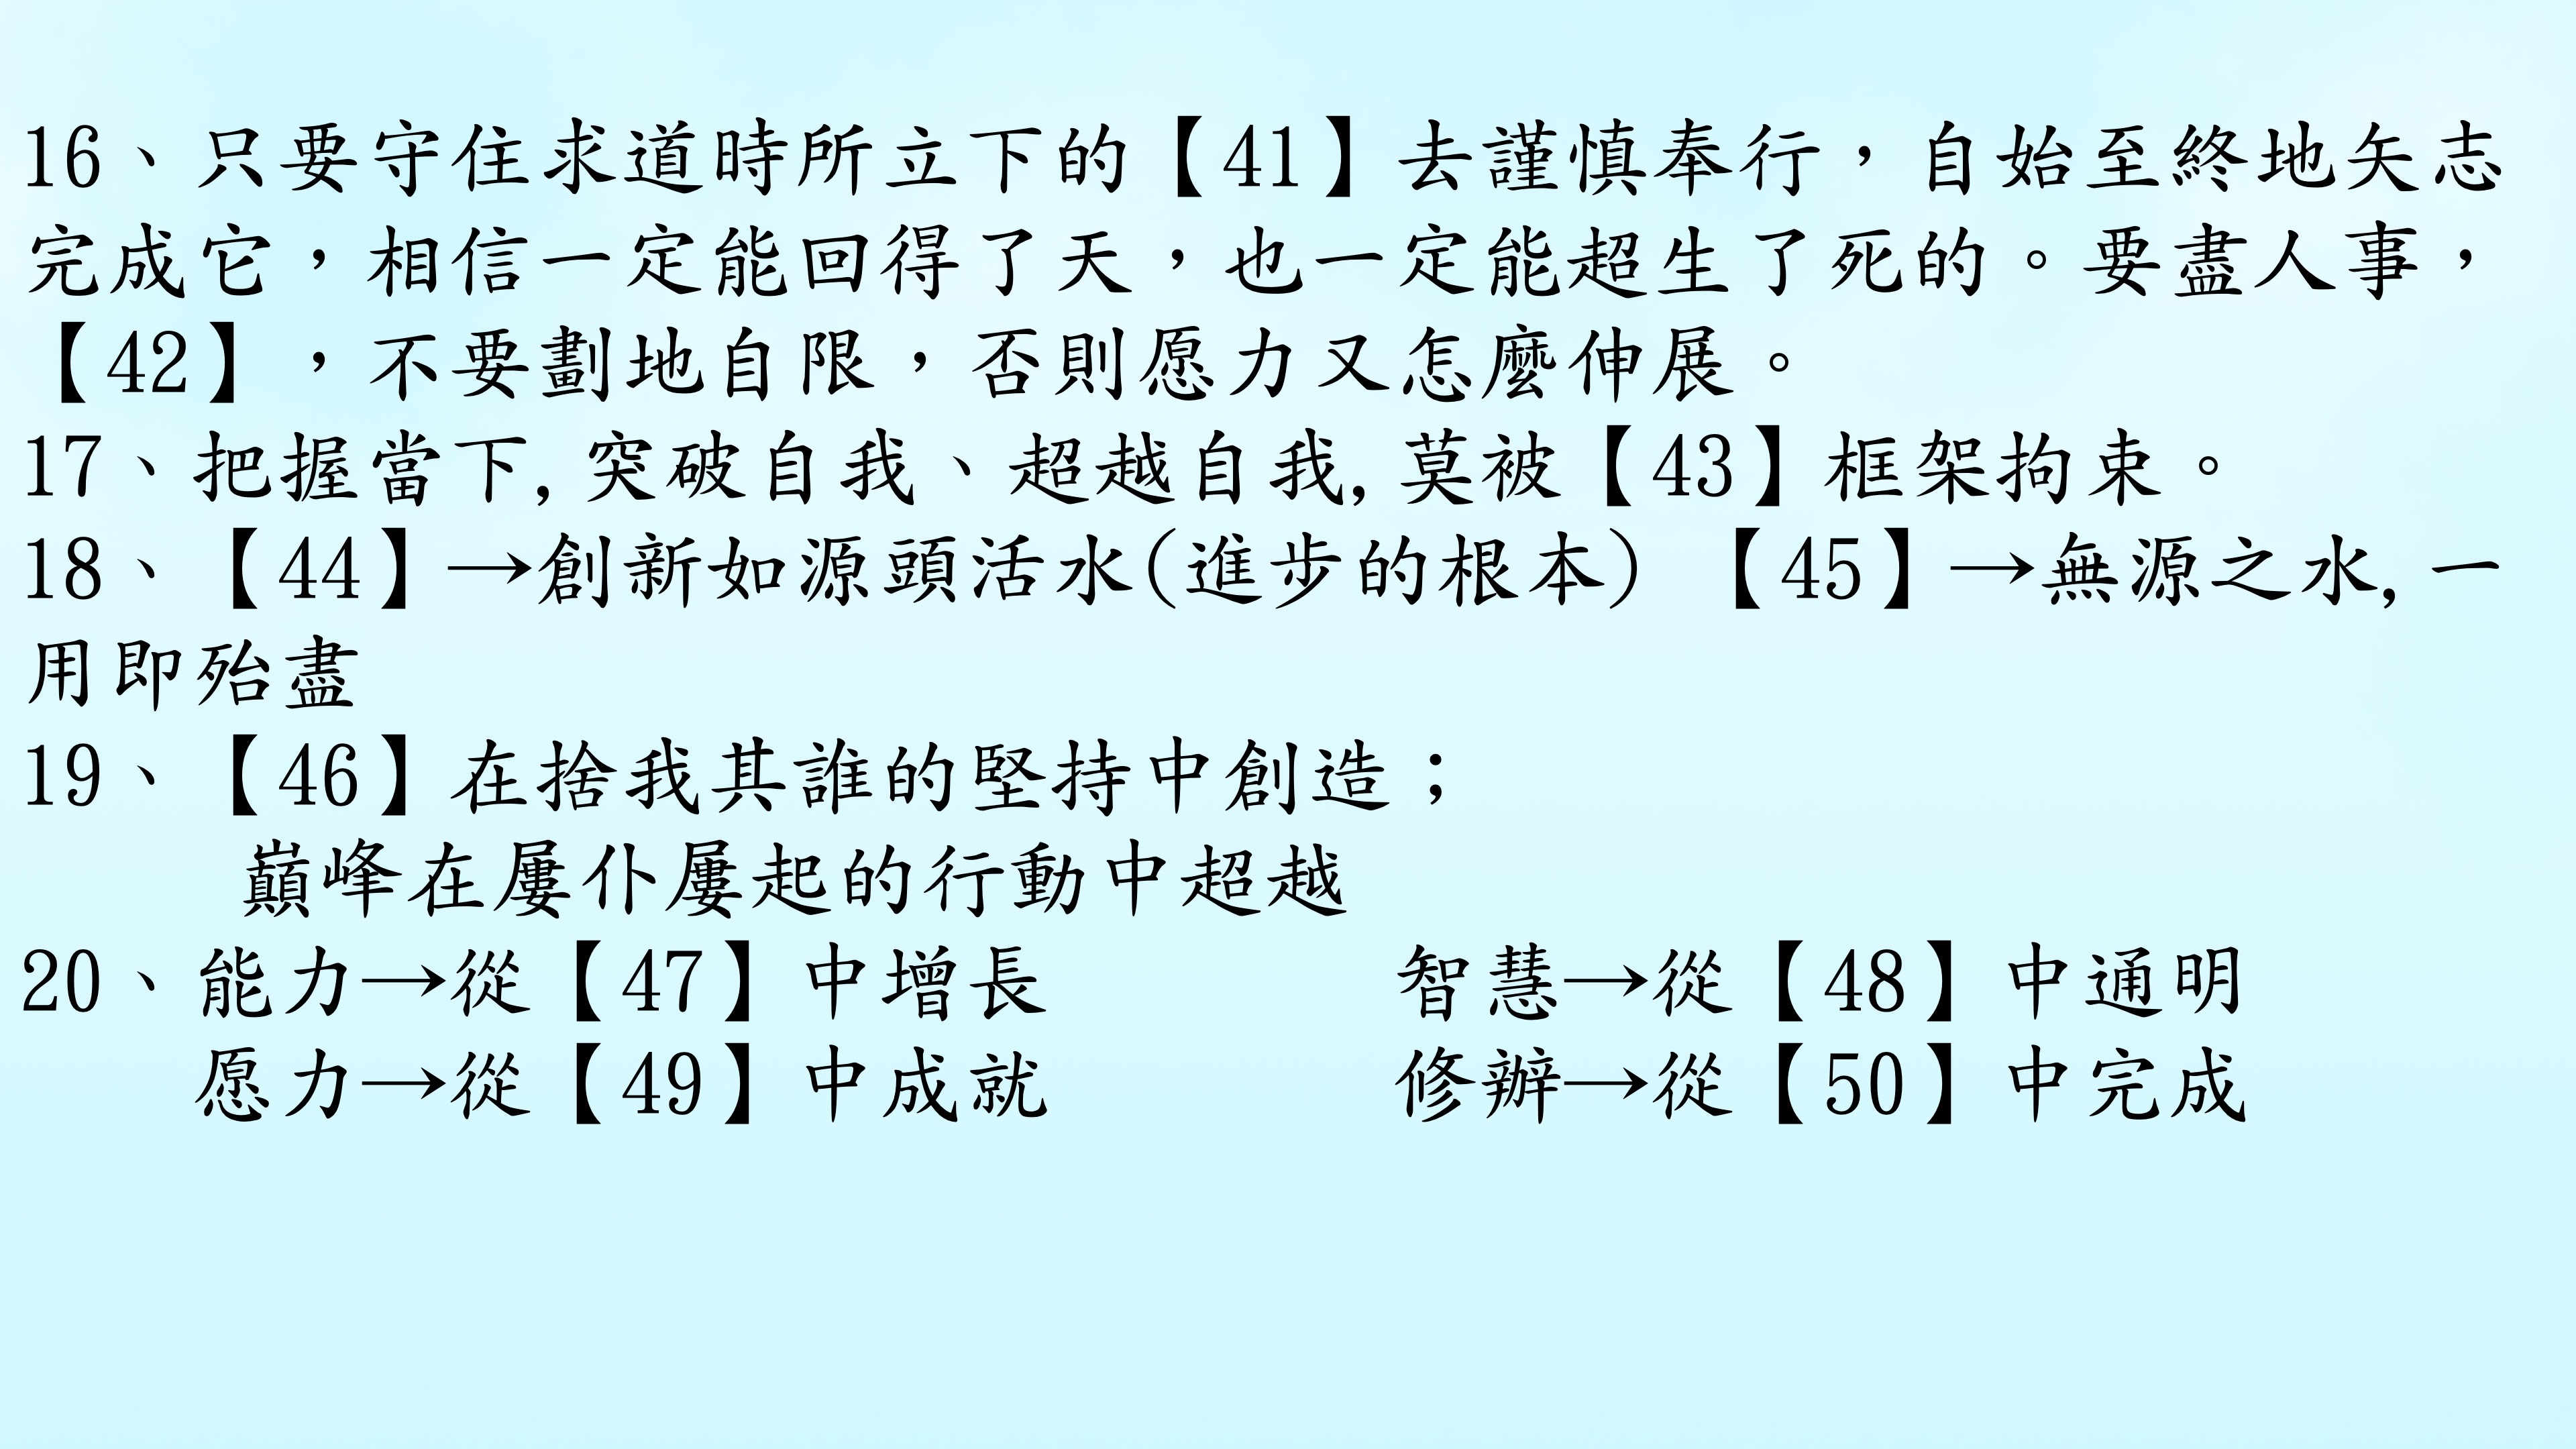 16、只要守住求道時所立下的【41】去謹慎奉行，自始至終地矢志
完成它，相信一定能回得了天，也一定能超生了死的。要盡人事，
【42】，不要劃地自限，否則愿力又怎麼伸展。
17、把握當下,突破自我、超越自我,莫被【43】框架拘束。
18、【44】→創新如源頭活水(進步的根本) 【45】→無源之水,一
用即殆盡
19、【46】在捨我其誰的堅持中創造；
巔峰在屢仆屢起的行動中超越
20、能力→從【47】中增長 智慧→從【48】中通明
愿力→從【49】中成就 修辦→從【50】中完成